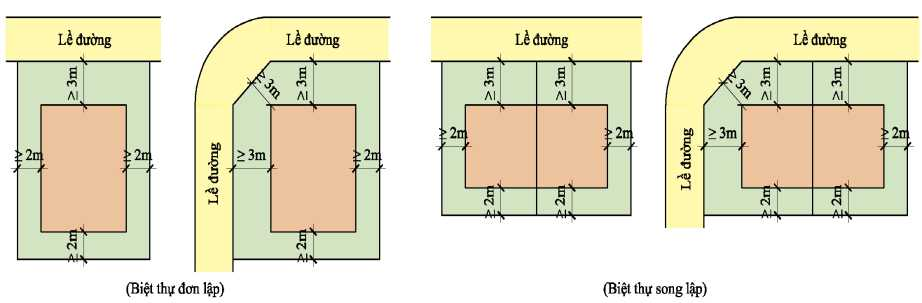 Lề đường
≥ 3m
≥ 2m
≥ 2m
≥ 2m
Lề đường
≥ 3m
≥ 3m
≥ 3m
≥ 2m
Lề đường
≥ 2m
(Biệt thự đơn lập)
Lề đường
≥ 3m
≥ 3m
≥ 2m
≥ 2m
≥ 2m
≥ 2m
Lề đường
≥ 3m
≥ 3m
≥ 3m
≥ 3m
≥ 2m
Lề đường
≥ 2m
≥ 2m
(Biệt thự song lập)